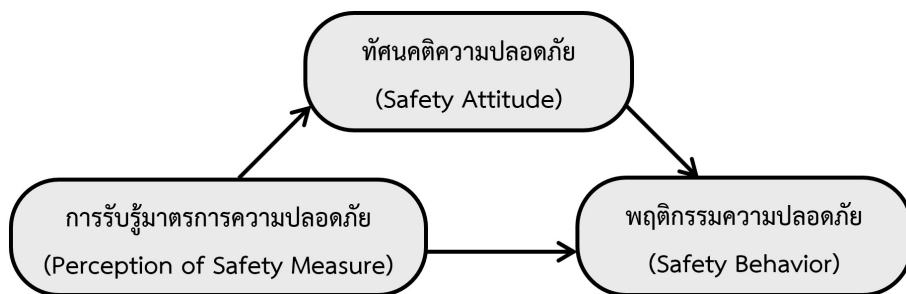 ทัศนคติความปลอดภัย
(Safety Attitude)
การรับรู้มาตรการความปลอดภัย
(Perception of Safety Measure)
พฤติกรรมความปลอดภัย
(Safety Behavior)